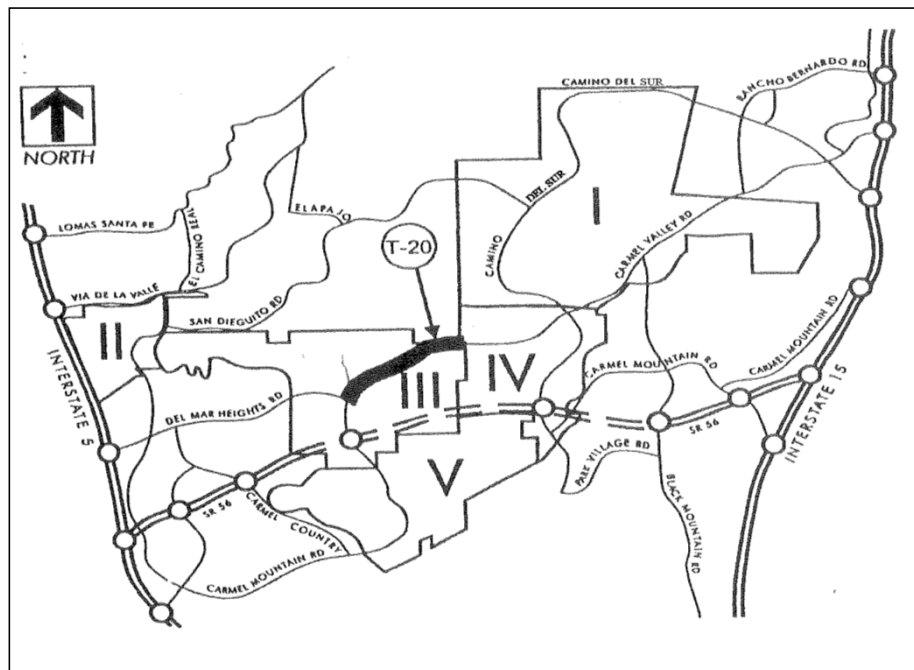 CAMINO DEL SUR
RANCHO BERNARDO RD
NORTH
LOMAS SANTA FE
EL CAMINO REAL
EL APAJO
DEL SUR
I
T-20
CAMINO
CARMEL VALLEY RD
VIA DE LA VALLE
SAN DIEGUITO RD
II
INTERSTATE 5
III
IV
CARMEL MOUNTAIN RD
CARMEL MOUNTAIN RD
DEL MAR HEIGHTS RD
SR 56
INTERSTATE 15
V
PARK VILLAGE RD
BLACK MOUNTAIN RD
SR 56
CARMEL COUNTRY
CARMEL MOUNTAIN RD